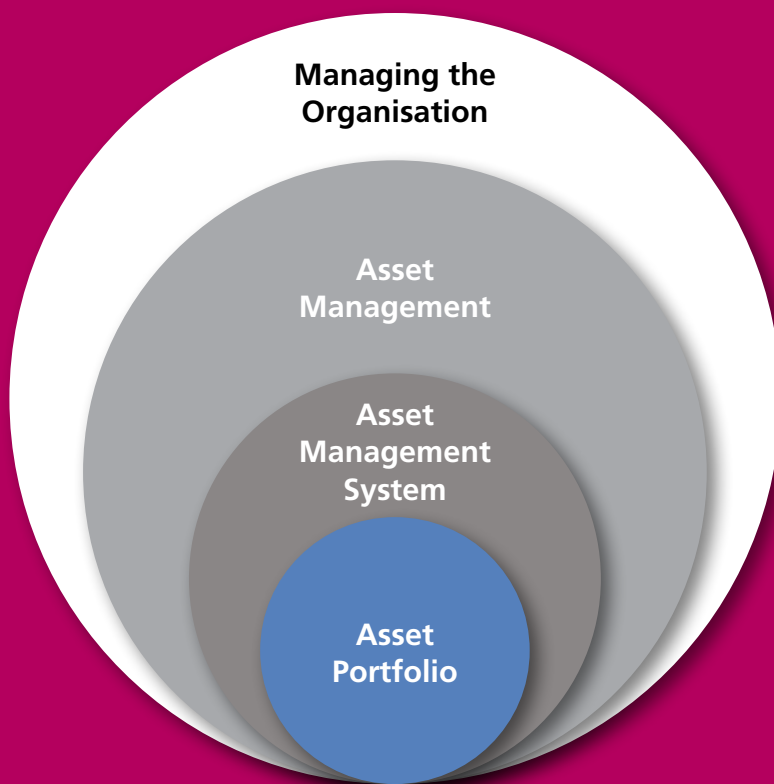 Managing the
Organisation
Asset
Management
Asset
Management
System
Asset
Portfolio